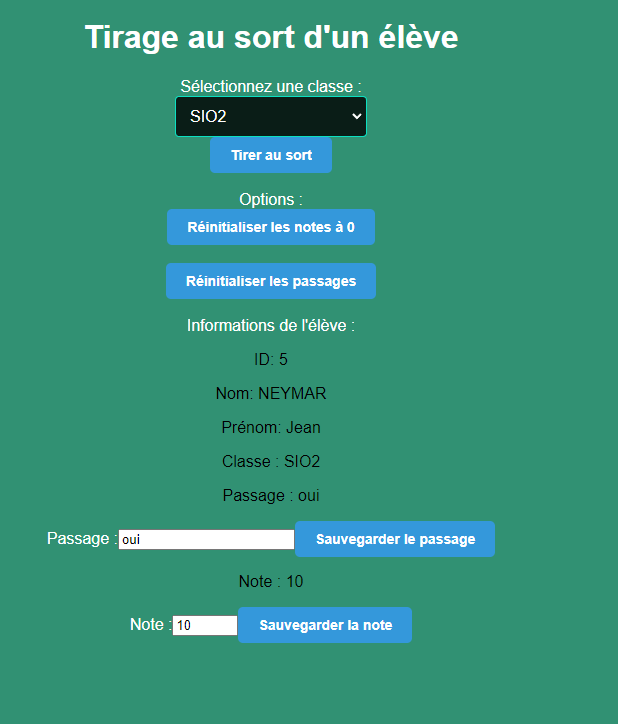 Tirage au sort d'un élève
Sélectionnez une classe :
SIO2
Tirer au sort
Options :
Réinitialiser les notes à 0
Réinitialiser les passages
Informations de l'élève :
ID: 5
Nom: NEYMAR
Prénom: Jean
Classe : SIO2
Passage : oui
Passage : oui Sauvegarder le passage
Note : 10
Note : 10 Sauvegarder la note